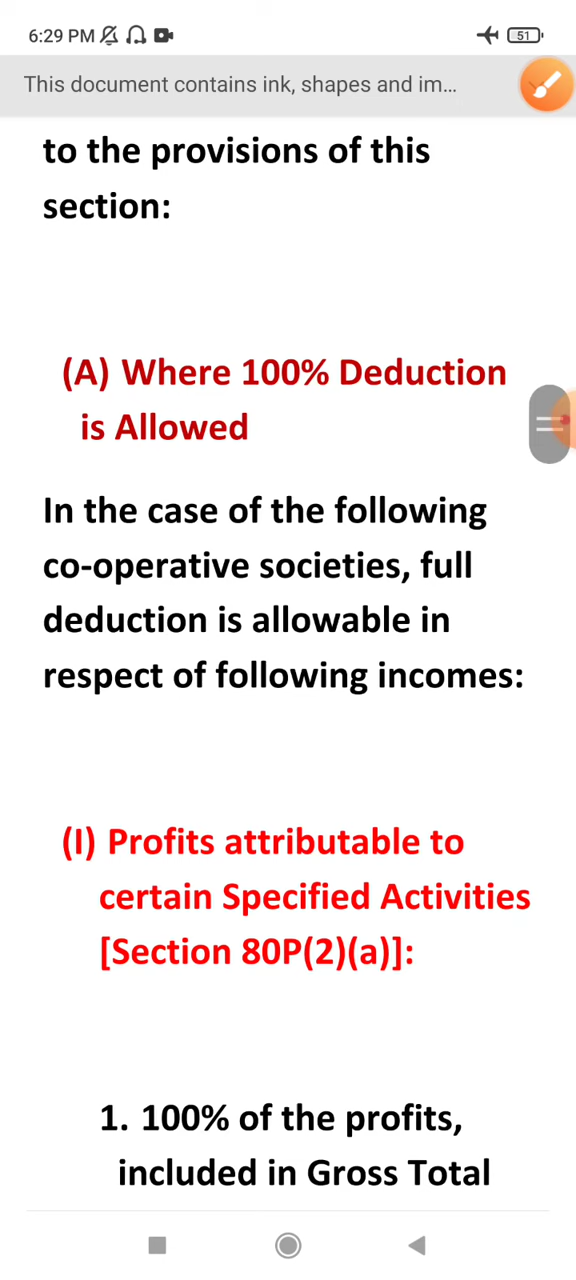 6:29 PM
51
This document contains ink, shapes and im...
to the provisions of this
section:
(A) Where 100% Deduction
is Allowed
In the case of the following
co-operative societies, full
deduction is allowable in
respect of following incomes:
(I) Profits attributable to
certain Specified Activities
[Section 80P(2)(a)]:
1. 100% of the profits,
included in Gross Total